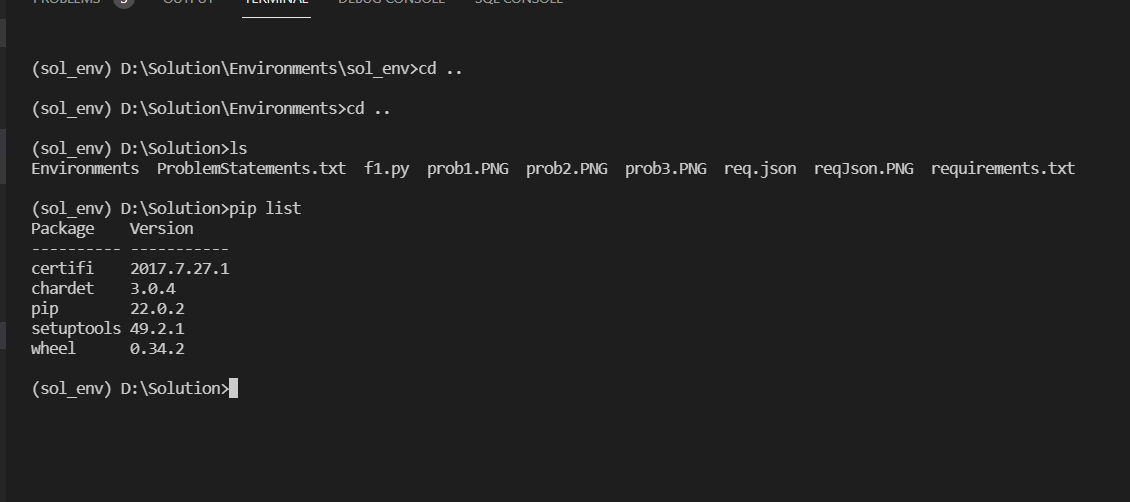 PROBLEMS 3 OUTPUT TERMINAL DEBUG CONSOLE SQL CONSOLE
(sol_env) D:\Solution\Environments\sol_env>cd ..
(sol_env) D:\Solution\Environments>cd ..
(sol_env) D:\Solution>ls
Environments  ProblemStatements.txt  f1.py  prob1.PNG  prob2.PNG  prob3.PNG  req.json  reqJson.PNG  requirements.txt
(sol_env) D:\Solution>pip list
Package    Version
---------- -----------
certifi    2017.7.27.1
chardet    3.0.4
pip        22.0.2
setuptools 49.2.1
wheel      0.34.2
(sol_env) D:\Solution>